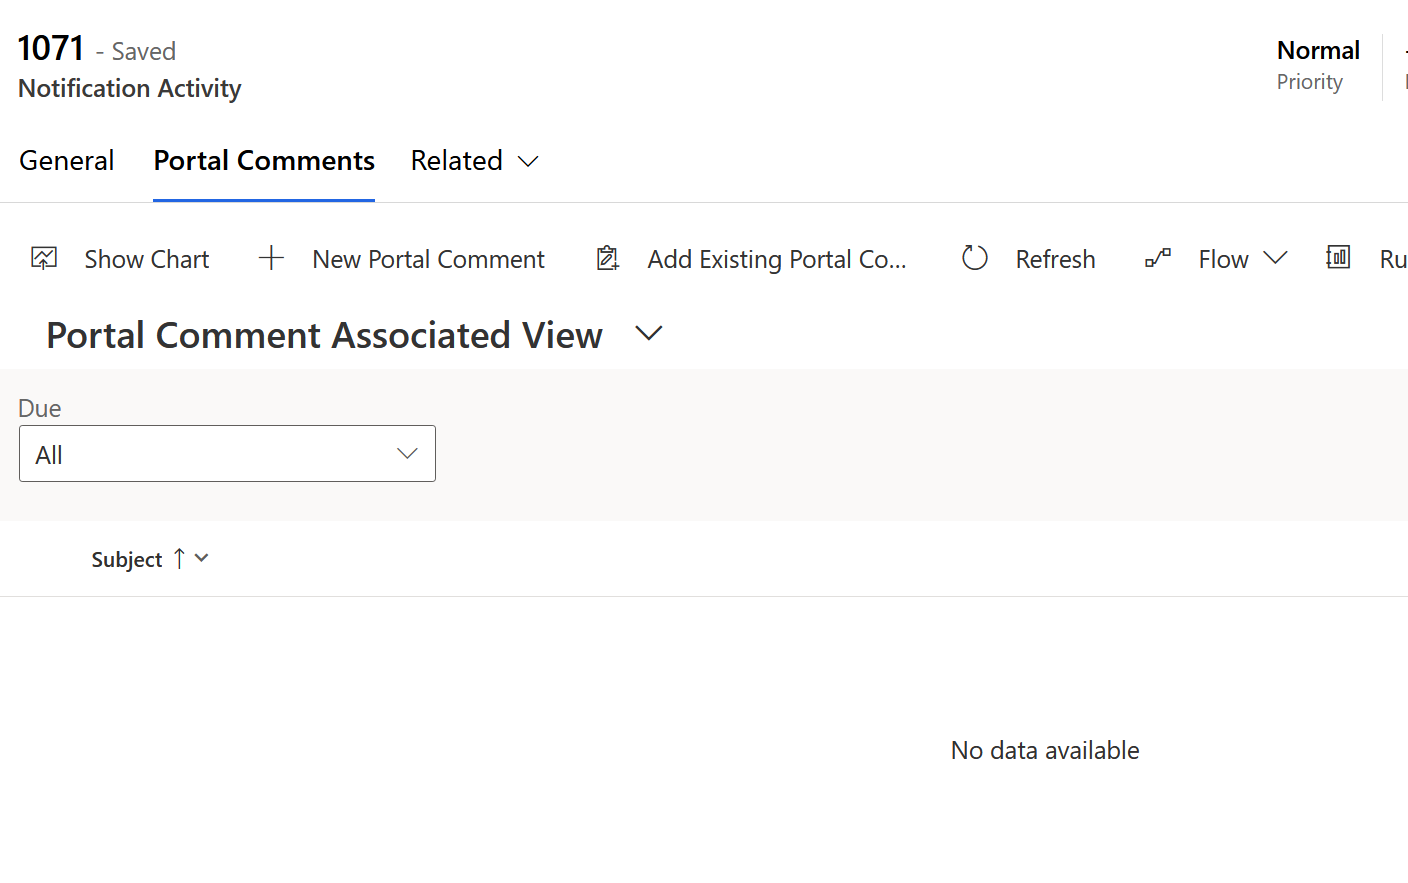 1071 - Saved
Notification Activity
Normal
Priority
General Portal Comments Related
Show Chart New Portal Comment Add Existing Portal Co... Refresh Flow Ru
Portal Comment Associated View
Due
All
Subject
No data available